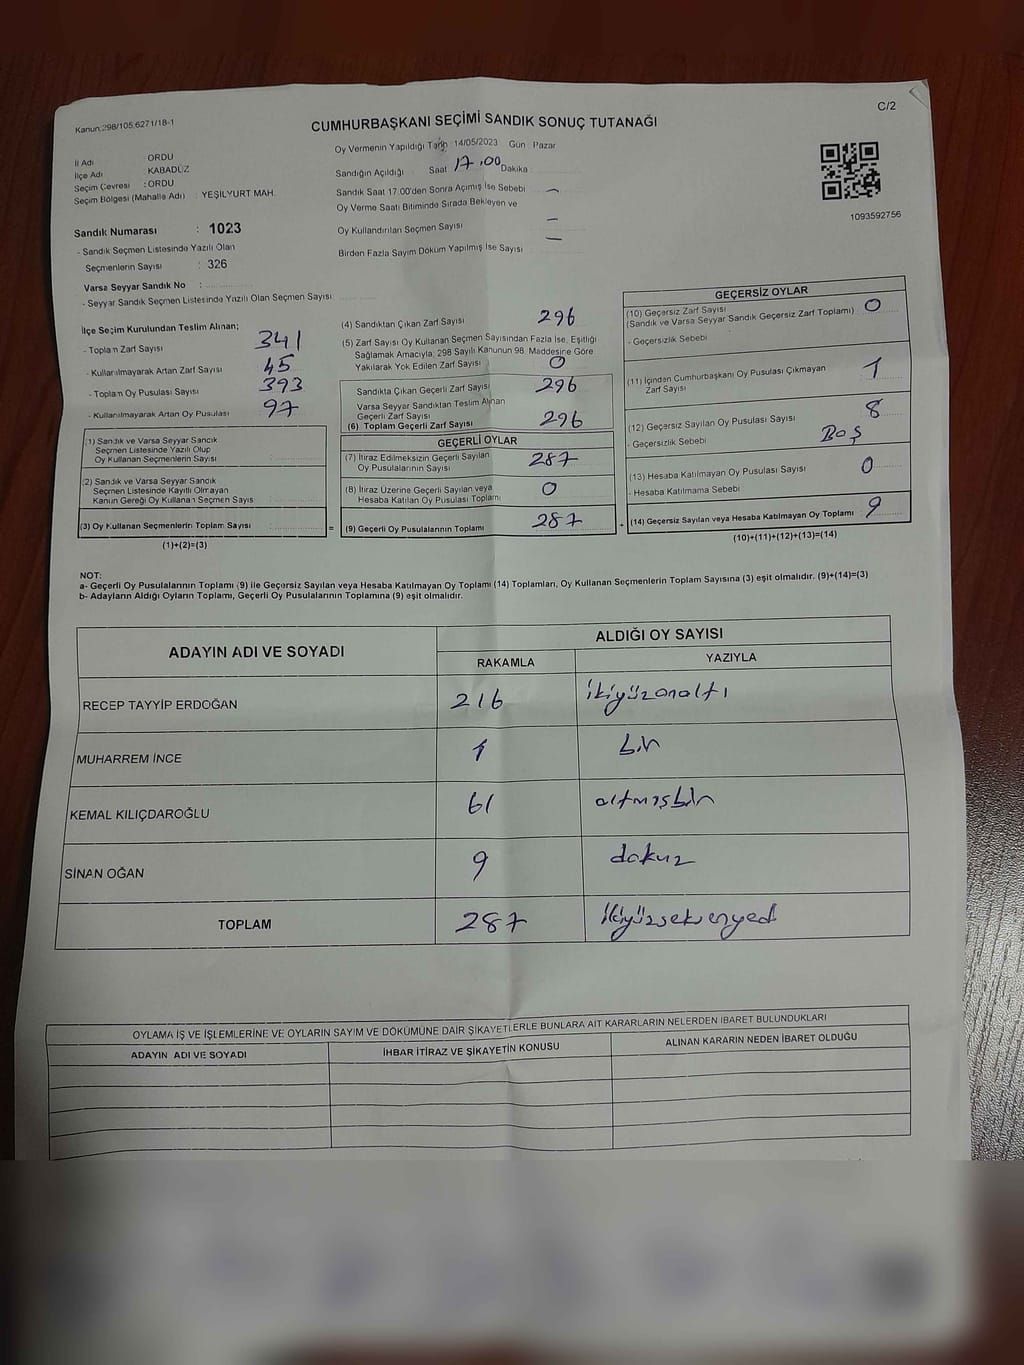 Kanun:298/105,6271/18-1
C/2
CUMHURBAŞKANI SEÇİMİ SANDIK SONUÇ TUTANAĞI
İl Adı ORDU
İlçe Adı KABADÜZ
Seçim Çevresi : ORDU
Seçim Bölgesi (Mahalle Adı) : YEŞİLYURT MAH.
Oy Vermenin Yapıldığı Tarih 14/05/2023 Gün Pazar
Sandığın Açıldığı Saat 17.00 Dakika
Sandık Saat 17.00'den Sonra Açımış İse Sebebi —
Oy Verme Saati Bitiminde Sırada Bekleyen ve
Oy Kullandırılan Seçmen Sayısı —
Birden Fazla Sayım Döküm Yapılmış İse Sayısı —
1093592756
Sandık Numarası : 1023
- Sandık Seçmen Listesinde Yazılı Olan
Seçmenlerin Sayısı : 326
Varsa Seyyar Sandık No :
- Seyyar Sandık Seçmen Listesinde Yazılı Olan Seçmen Sayısı
İlçe Seçim Kurulundan Teslim Alınan;
- Toplam Zarf Sayısı 341
- Kullanılmayarak Artan Zarf Sayısı 45
- Toplam Oy Pusulası Sayısı 393
- Kullanılmayarak Artan Oy Pusulası 97
(1) Sandık ve Varsa Seyyar Sandık
Seçmen Listesinde Yazılı Olup
Oy Kullanan Seçmenlerin Sayısı
(2) Sandık ve Varsa Seyyar Sandık
Seçmen Listesinde Kayıtlı Olmayan
Kanun Gereği Oy Kullanan Seçmen Sayıs
(3) Oy Kullanan Seçmenlerin Toplam Sayısı =
(1)+(2)=(3)
(4) Sandıktan Çıkan Zarf Sayısı 296
(5) Zarf Sayısı Oy Kullanan Seçmen Sayısından Fazla İse, Eşitliği
Sağlamak Amacıyla, 298 Sayılı Kanunun 98. Maddesine Göre
Yakılarak Yok Edilen Zarf Sayısı 0
Sandıkta Çıkan Geçerli Zarf Sayısı 296
Varsa Seyyar Sandıktan Teslim Alınan
Geçerli Zarf Sayısı
(6) Toplam Geçerli Zarf Sayısı 296
GEÇERLİ OYLAR
(7) İtiraz Edilmeksizin Geçerli Sayılan
Oy Pusulalarının Sayısı 287
(8) İtiraz Üzerine Geçerli Sayılan veya
Hesaba Katılan Oy Pusulası Toplamı 0
(9) Geçerli Oy Pusulalarının Toplamı 287 +
GEÇERSİZ OYLAR
(10) Geçersiz Zarf Sayısı
(Sandık ve Varsa Seyyar Sandık Geçersiz Zarf Toplamı) 0
- Geçersizlik Sebebi
(11) İçinden Cumhurbaşkanı Oy Pusulası Çıkmayan
Zarf Sayısı 1
(12) Geçersiz Sayılan Oy Pusulası Sayısı 8
- Geçersizlik Sebebi Boş
(13) Hesaba Katılmayan Oy Pusulası Sayısı 0
- Hesaba Katılmama Sebebi
(14) Geçersiz Sayılan veya Hesaba Katılmayan Oy Toplamı 9
(10)+(11)+(12)+(13)=(14)
NOT:
a- Geçerli Oy Pusulalarının Toplamı (9) ile Geçersiz Sayılan veya Hesaba Katılmayan Oy Toplamı (14) Toplamları, Oy Kullanan Seçmenlerin Toplam Sayısına (3) eşit olmalıdır. (9)+(14)=(3)
b- Adayların Aldığı Oyların Toplamı, Geçerli Oy Pusulalarının Toplamına (9) eşit olmalıdır.
ADAYIN ADI VE SOYADI
ALDIĞI OY SAYISI
RAKAMLA YAZIYLA
RECEP TAYYİP ERDOĞAN 216 ikiyüzonaltı
MUHARREM İNCE 1 bir
KEMAL KILIÇDAROĞLU 61 altmışbir
SİNAN OĞAN 9 dokuz
TOPLAM 287 ikiyüzseksenyedi
OYLAMA İŞ VE İŞLEMLERİNE VE OYLARIN SAYIM VE DÖKÜMÜNE DAİR ŞİKAYETLERLE BUNLARA AİT KARARLARIN NELERDEN İBARET BULUNDUKLARI
ADAYIN ADI VE SOYADI İHBAR İTİRAZ VE ŞİKAYETİN KONUSU ALINAN KARARIN NEDEN İBARET OLDUĞU